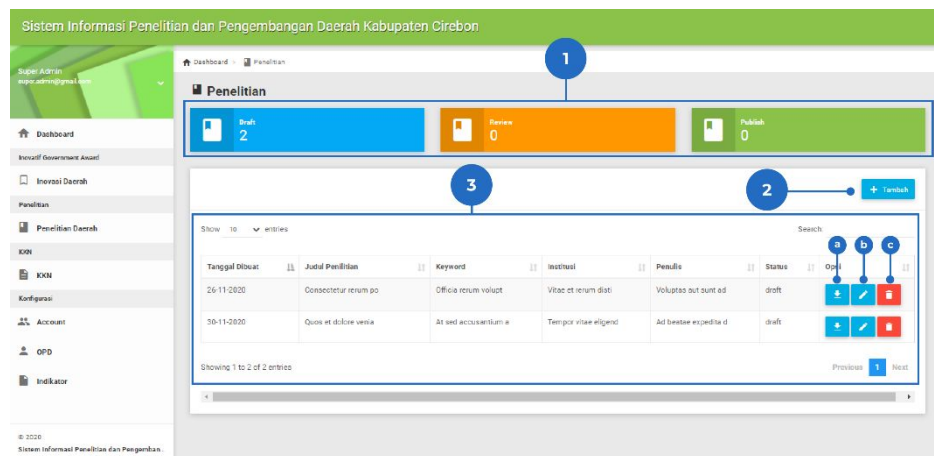 Sistem Informasi Penelitian dan Pengembangan Daerah Kabupaten Cirebon
Super Admin
super.admin@gmail.com
Dashboard
Inovatif Government Award
Inovasi Daerah
Penelitian
Penelitian Daerah
KKN
KKN
Konfigurasi
Account
OPD
Indikator
© 2020
Sistem Informasi Penelitian dan Pengemban..
Dashboard Penelitian
1
Penelitian
Draft
2
Review
0
Publish
0
3
2
+ Tambah
Show 10 entries
Search
a b c
Tanggal Dibuat Judul Penilitian Keyword Institusi Penulis Status Opsi
26-11-2020 Consectetur rerum po Officia rerum volupt Vitae et rerum disti Voluptas aut sunt ad draft
30-11-2020 Quos et dolore venia At sed accusantium a Tempor vitae eligend Ad beatae expedita d draft
Showing 1 to 2 of 2 entries
Previous 1 Next